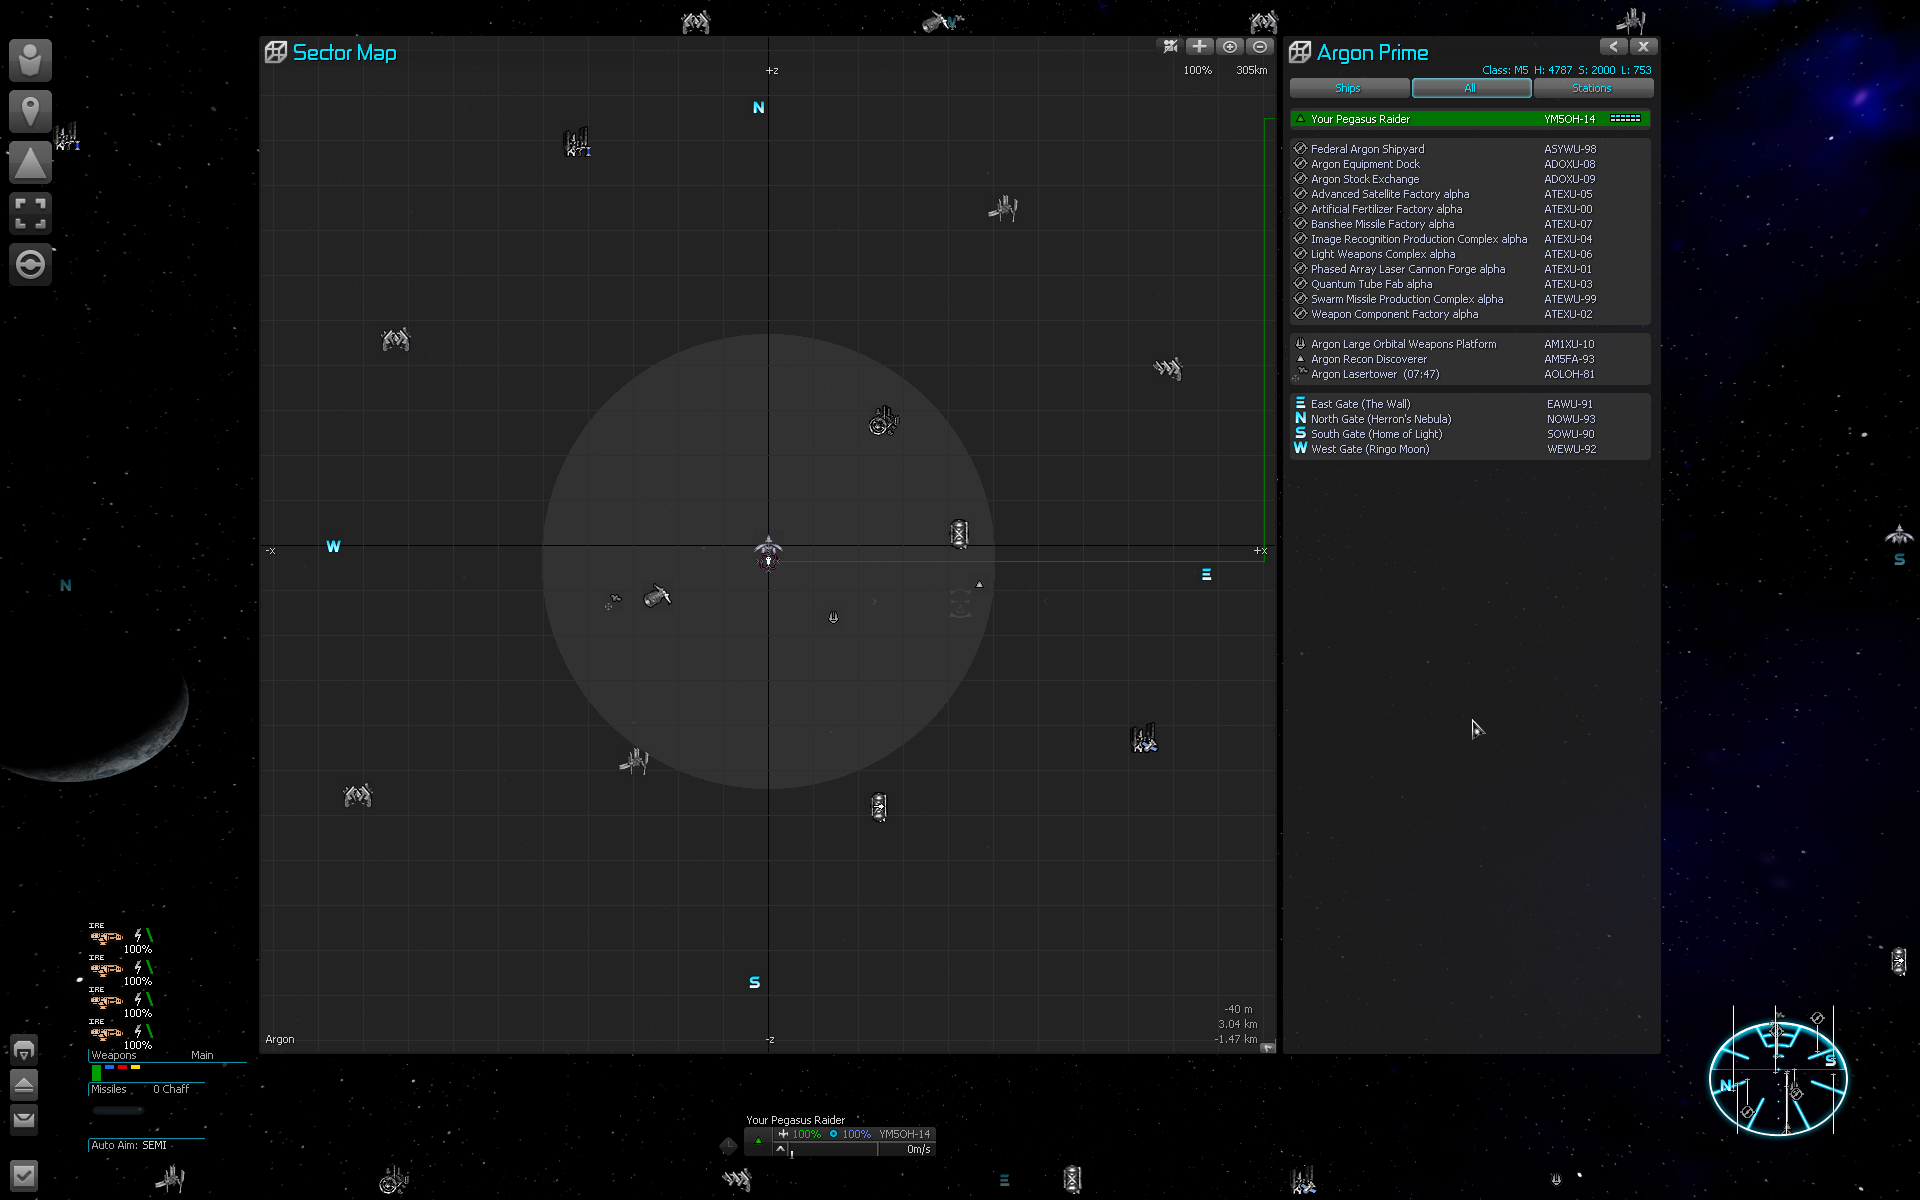 Sector Map
100% 305km
+z
N
-x
+x
W
E
S
-40 m
3.04 km
-1.47 km
Argon
-z
Argon Prime
Class: M5 H: 4787 S: 2000 L: 753
Ships All Stations
Your Pegasus Raider YM5OH-14
Federal Argon Shipyard ASYWU-98
Argon Equipment Dock ADOXU-08
Argon Stock Exchange ADOXU-09
Advanced Satellite Factory alpha ATEXU-05
Artificial Fertilizer Factory alpha ATEXU-00
Banshee Missile Factory alpha ATEXU-07
Image Recognition Production Complex alpha ATEXU-04
Light Weapons Complex alpha ATEXU-06
Phased Array Laser Cannon Forge alpha ATEXU-01
Quantum Tube Fab alpha ATEXU-03
Swarm Missile Production Complex alpha ATEWU-99
Weapon Component Factory alpha ATEXU-02
Argon Large Orbital Weapons Platform AM1XU-10
Argon Recon Discoverer AM5FA-93
Argon Lasertower (07:47) AOLOH-81
E East Gate (The Wall) EAWU-91
N North Gate (Herron's Nebula) NOWU-93
S South Gate (Home of Light) SOWU-90
W West Gate (Ringo Moon) WEWU-92
N
S
IRE
100%
IRE
100%
IRE
100%
IRE
100%
Weapons Main
Missiles 0 Chaff
Auto Aim: SEMI
Your Pegasus Raider
100% 100% YM5OH-14
0m/s
E
N
S